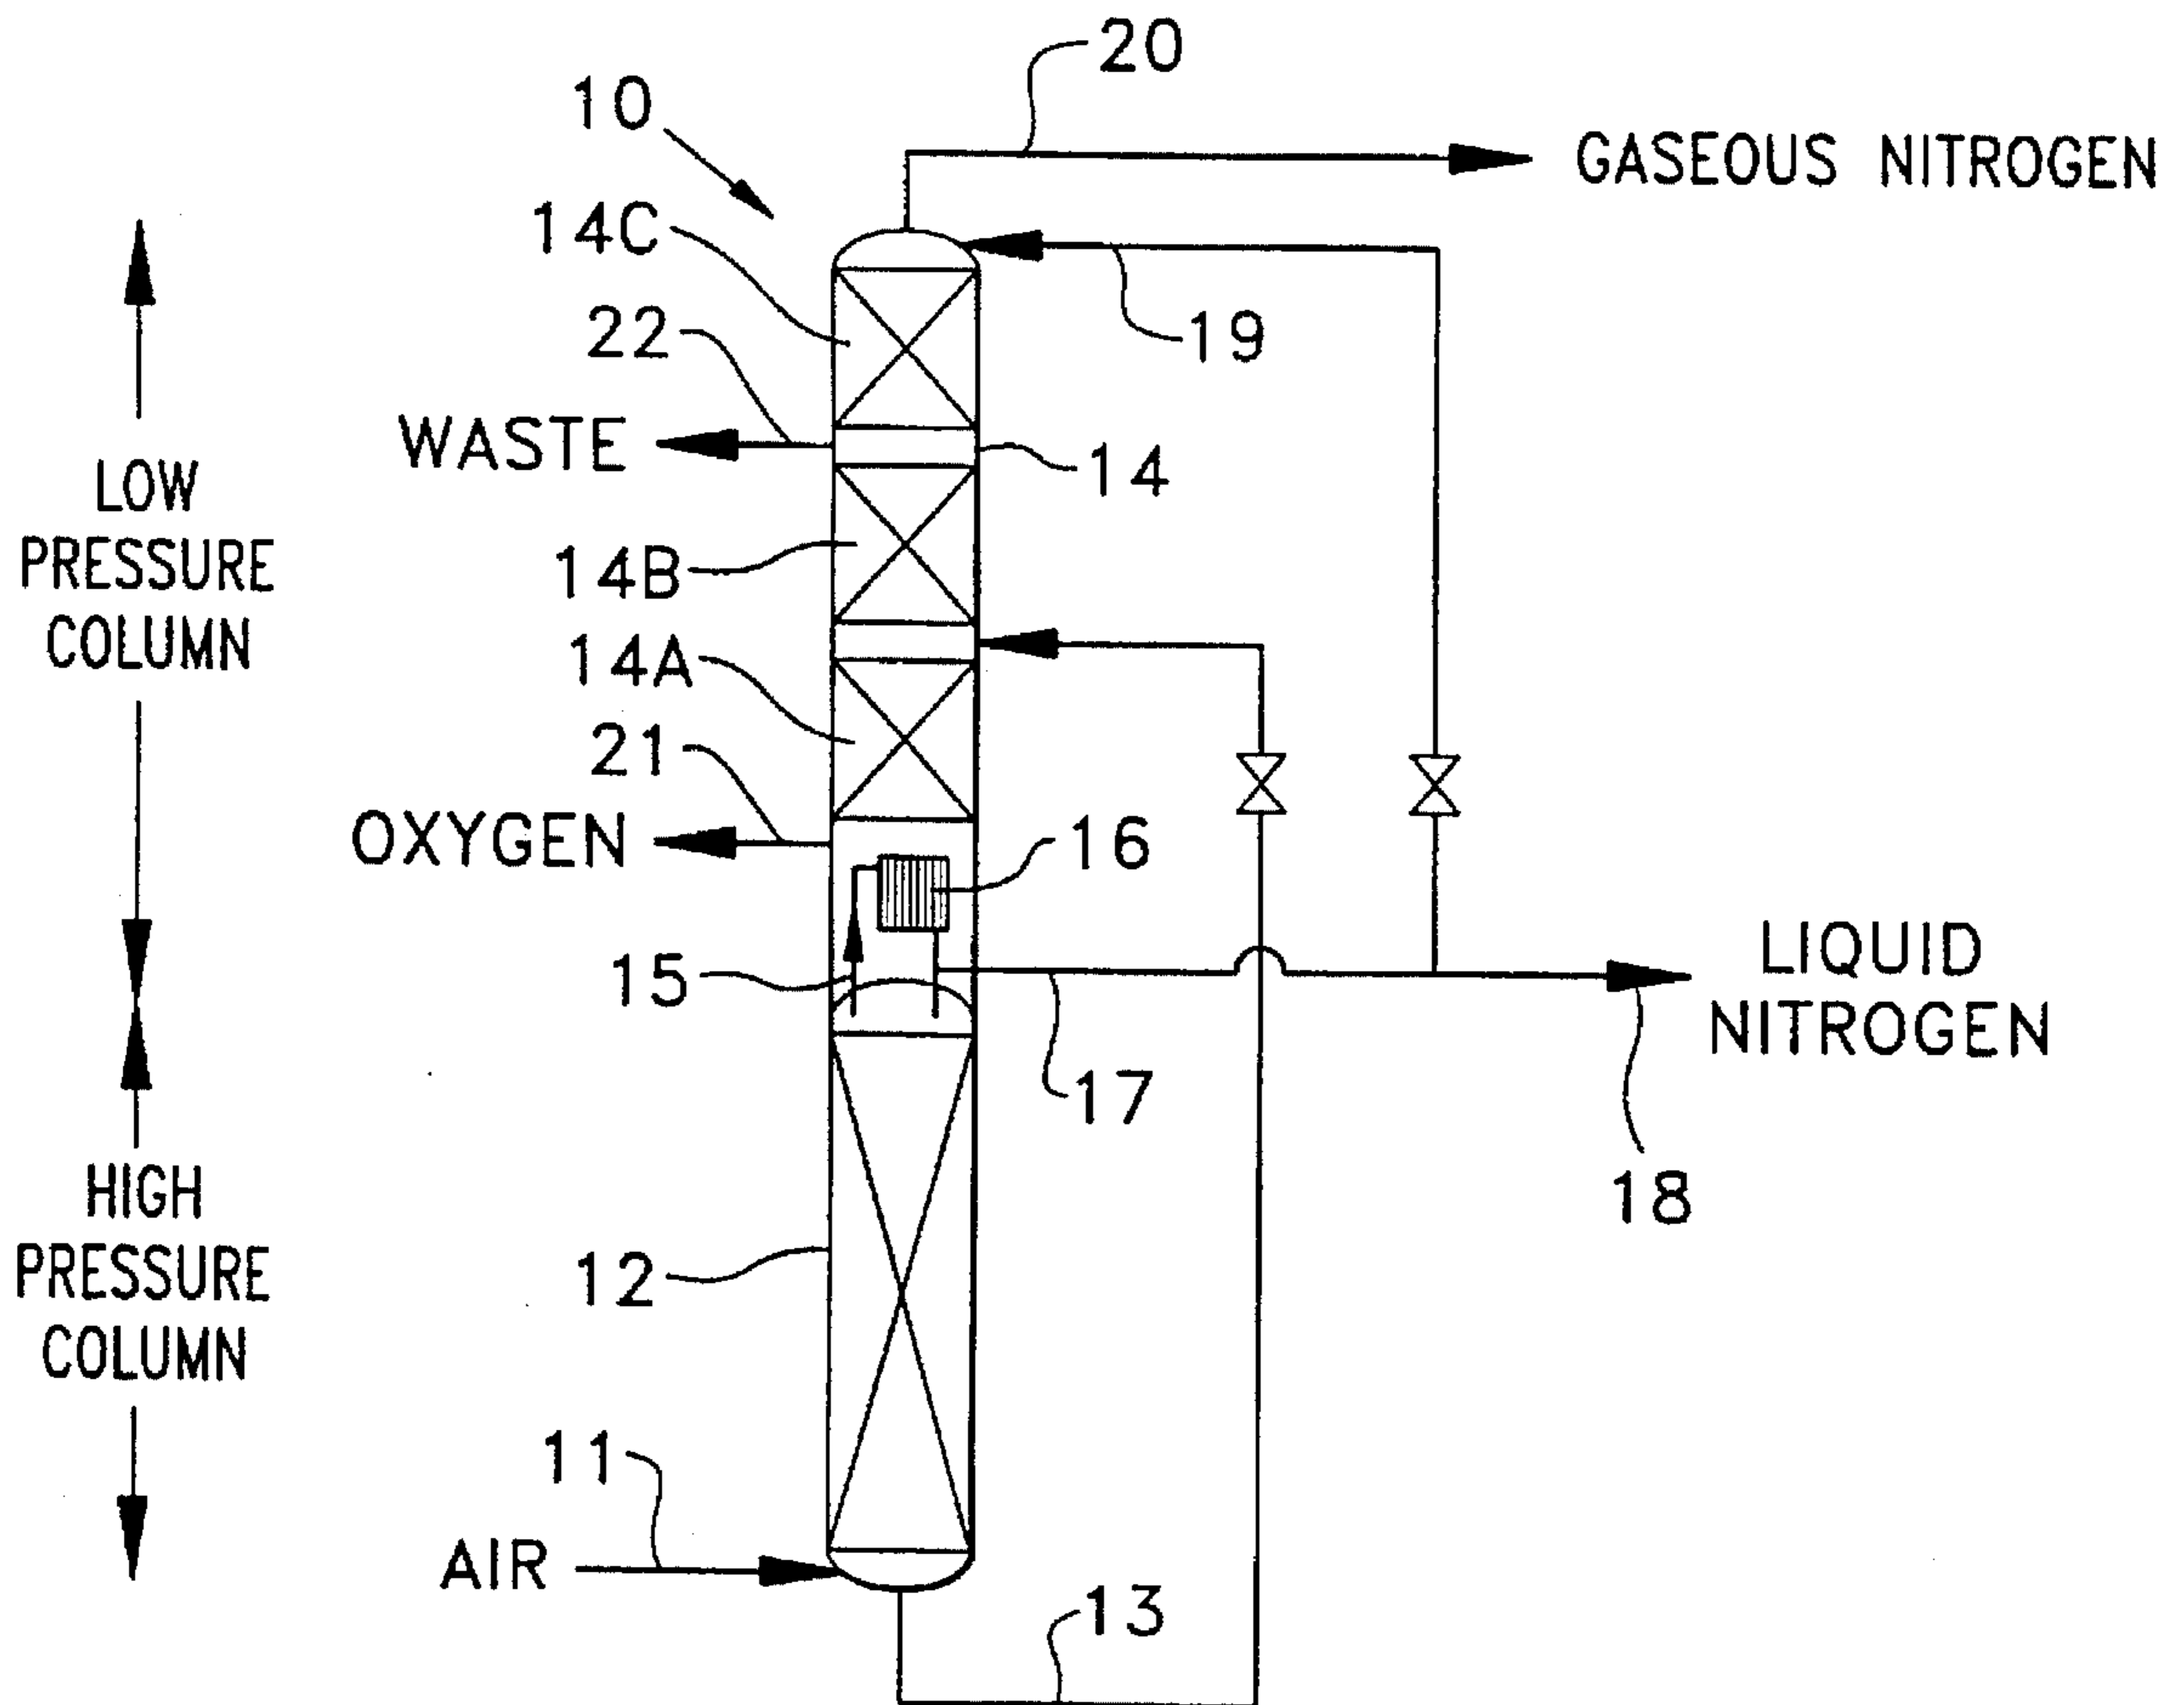 20
10
GASEOUS NITROGEN
14C
22
19
WASTE
14
LOW
PRESSURE
COLUMN
14B
14A
21
OXYGEN
16
15
LIQUID
NITROGEN
17
18
HIGH
PRESSURE
COLUMN
12
11
AIR
13